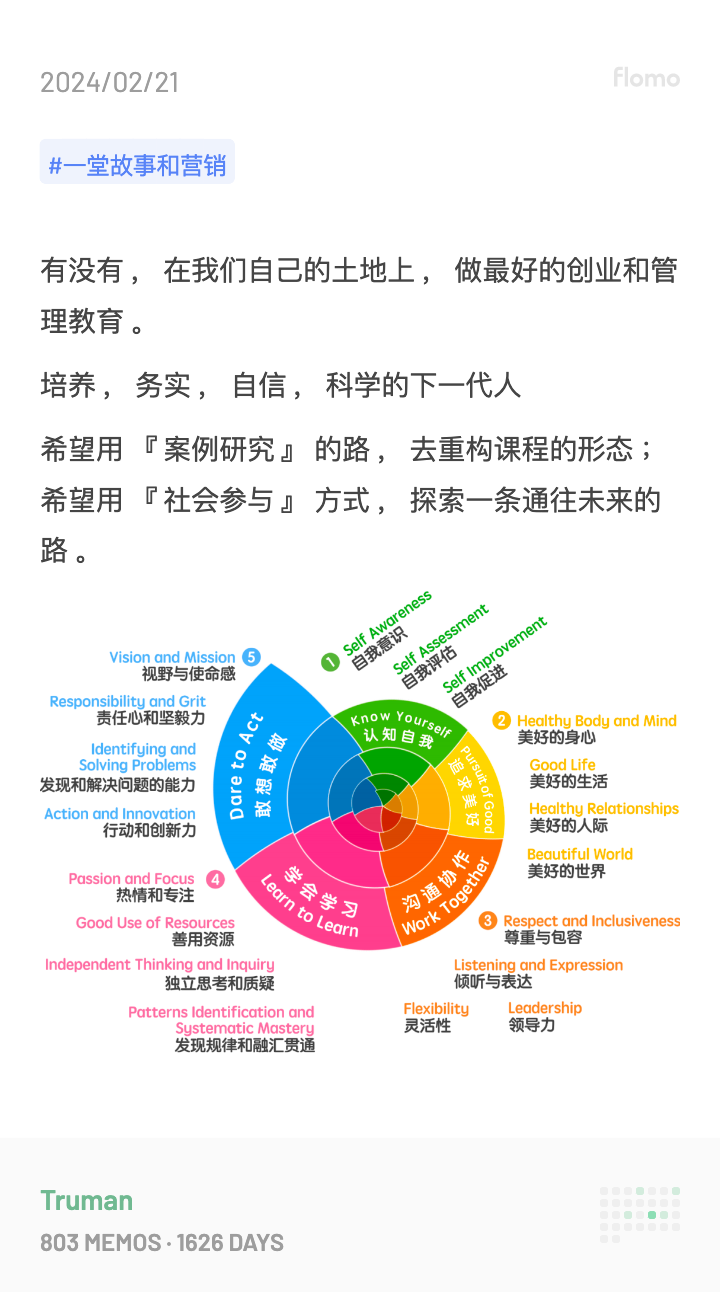 2024/02/21
flomo
#一堂故事和营销
有没有， 在我们自己的土地上， 做最好的创业和管
理教育。
培养， 务实， 自信， 科学的下一代人
希望用 『案例研究』 的路， 去重构课程的形态；
希望用 『社会参与』 方式， 探索一条通往未来的
路。
1 Self Awareness
自我意识
Self Assessment
自我评估
Self Improvement
自我促进
Know Yourself
认知自我
2 Healthy Body and Mind
美好的身心
Good Life
美好的生活
Healthy Relationships
美好的人际
Beautiful World
美好的世界
Pursuit of Good
追求美好
3 Respect and Inclusiveness
尊重与包容
Listening and Expression
倾听与表达
Flexibility
灵活性
Leadership
领导力
沟通协作
Work Together
4 Passion and Focus
热情和专注
Good Use of Resources
善用资源
Independent Thinking and Inquiry
独立思考和质疑
Patterns Identification and
Systematic Mastery
发现规律和融汇贯通
学会学习
Learn to Learn
Vision and Mission 5
视野与使命感
Responsibility and Grit
责任心和坚毅力
Identifying and
Solving Problems
发现和解决问题的能力
Action and Innovation
行动和创新力
Dare to Act
敢想敢做
Truman
803 MEMOS · 1626 DAYS